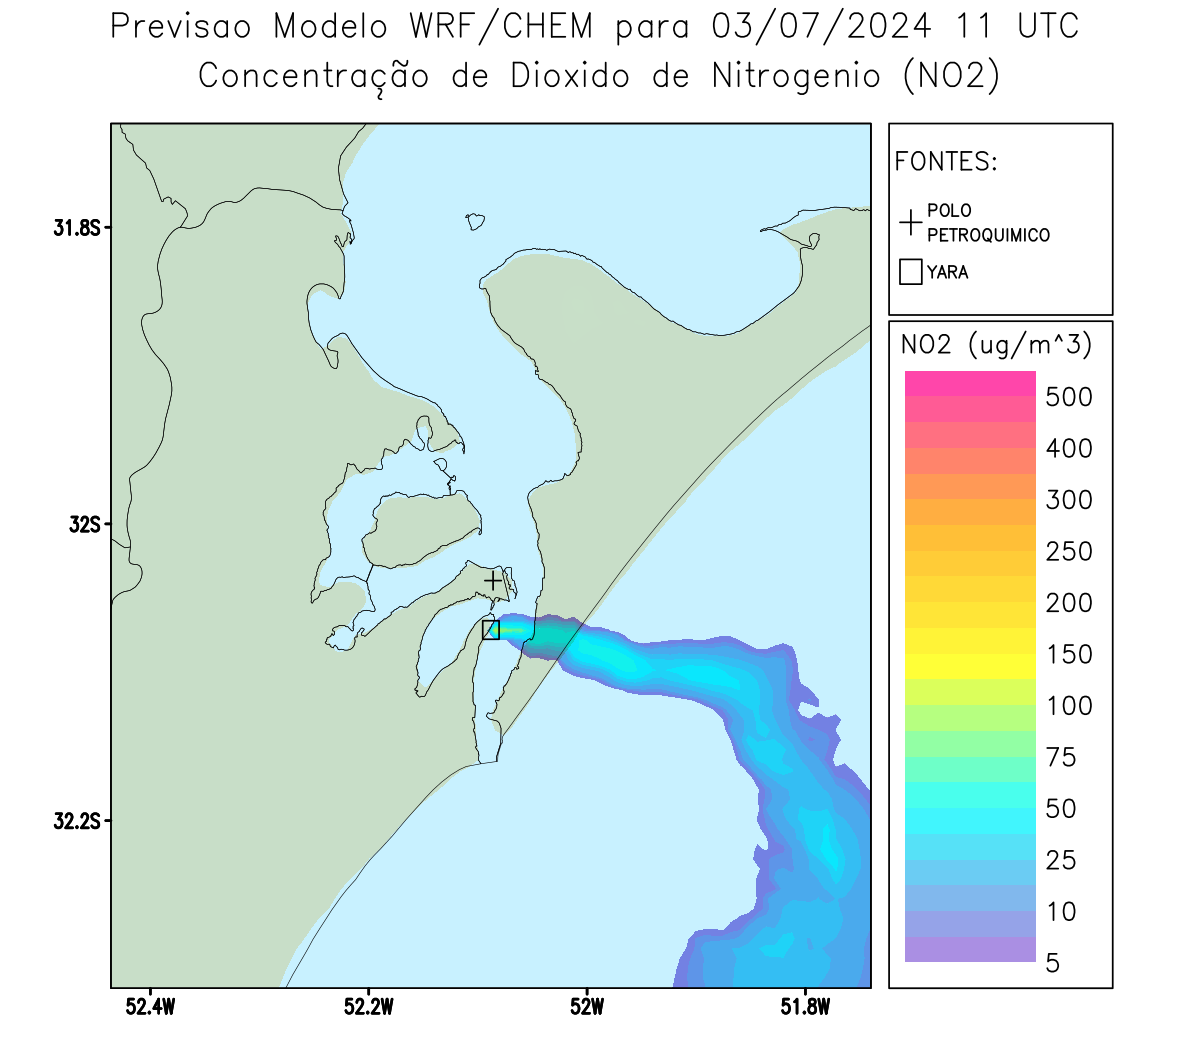 Previsao Modelo WRF/CHEM para 03/07/2024 11 UTC
Concentração de Dioxido de Nitrogenio (NO2)
FONTES:
POLO
PETROQUIMICO
YARA
NO2 (ug/m^3)
500
400
300
250
200
150
100
75
50
25
10
5
31.8S
32S
32.2S
52.4W
52.2W
52W
51.8W